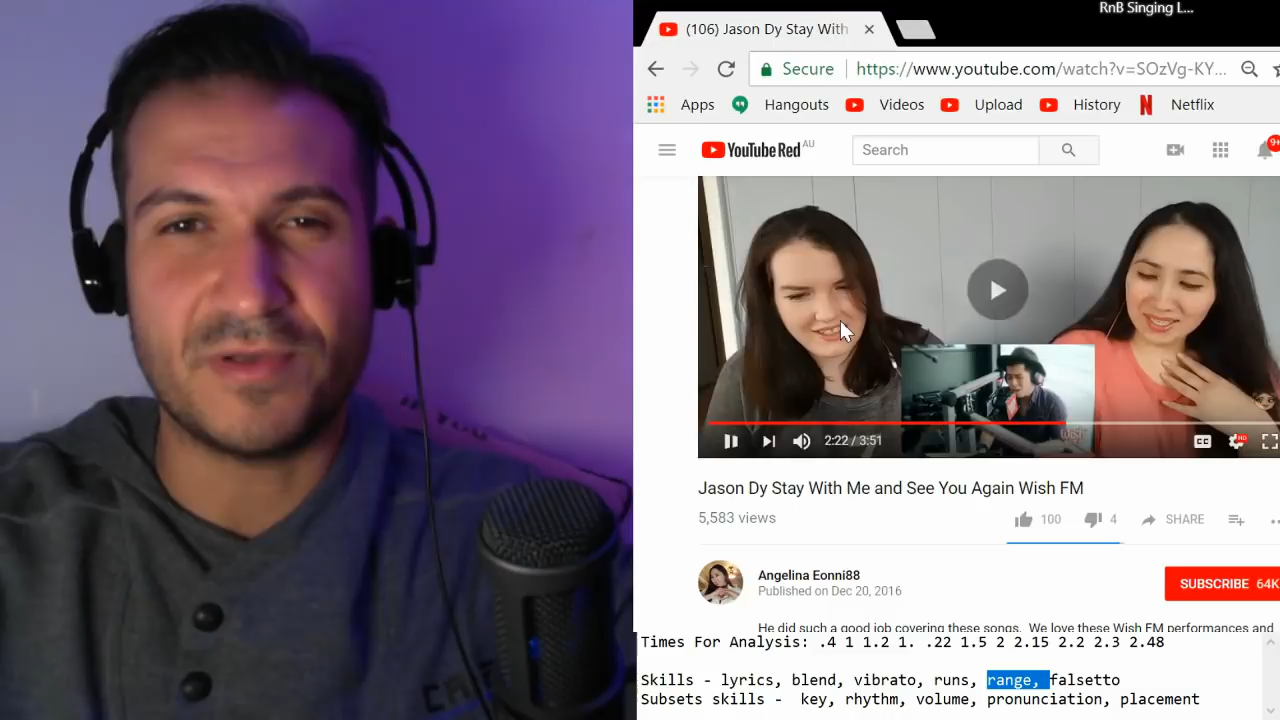 RnB Singing L...
(106) Jason Dy Stay With
Secure https://www.youtube.com/watch?v=SOzVg-KY...
Apps Hangouts Videos Upload History Netflix
YouTube Red AU Search 9+
2:22 / 3:51 CC HD
Jason Dy Stay With Me and See You Again Wish FM
5,583 views 100 4 SHARE
Angelina Eonni88
Published on Dec 20, 2016
SUBSCRIBE 64K
He did such a good job covering these songs. We love these Wish FM performances and
Times For Analysis: .4 1 1.2 1. .22 1.5 2 2.15 2.2 2.3 2.48
Skills - lyrics, blend, vibrato, runs, range, falsetto
Subsets skills - key, rhythm, volume, pronunciation, placement